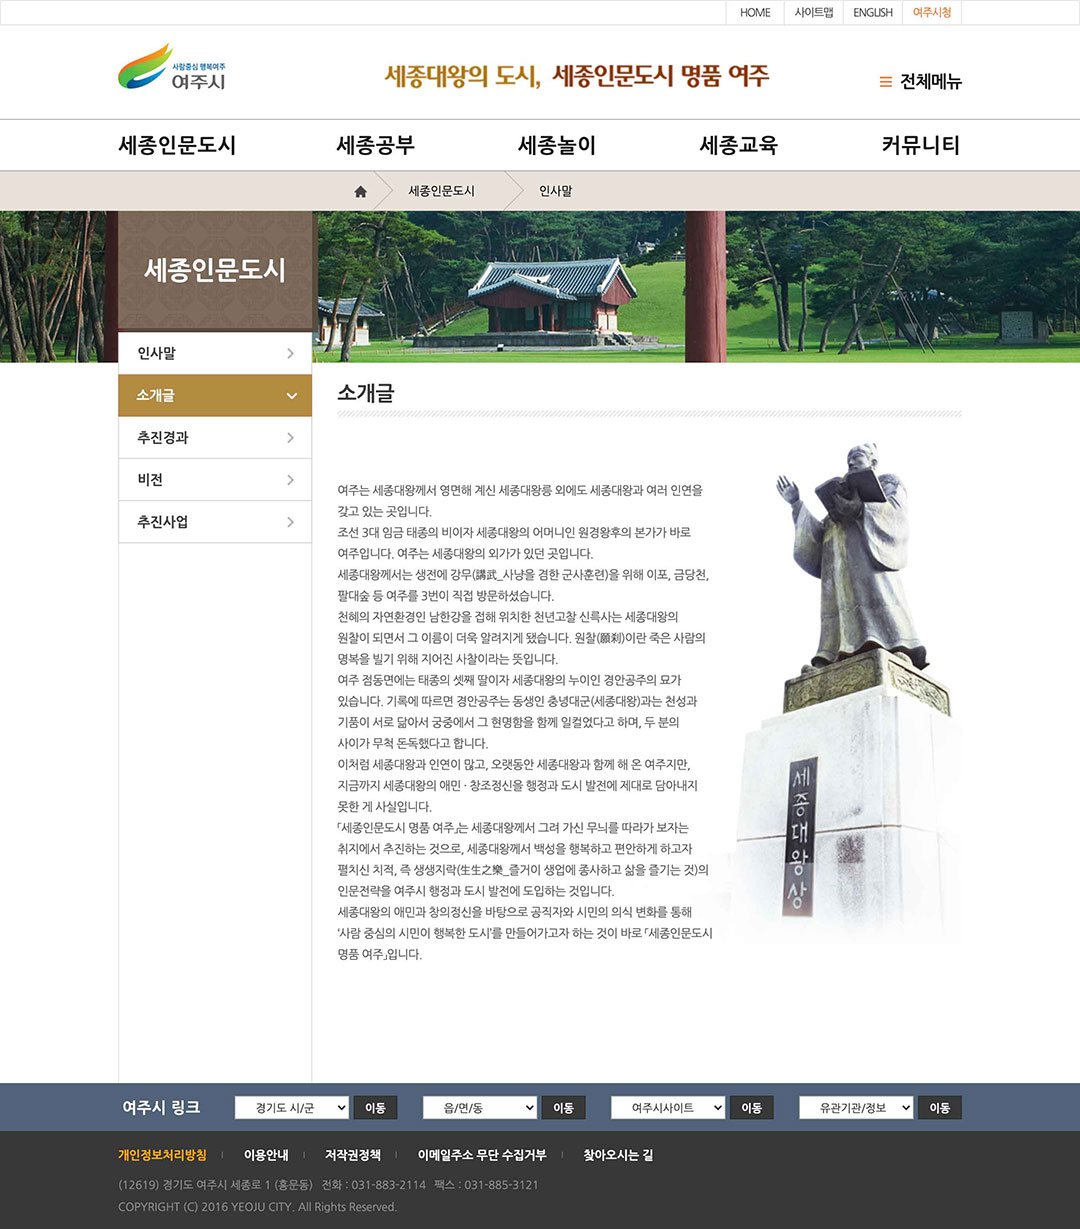 HOME 사이트맵 ENGLISH 여주시청
사람중심 행복여주
여주시
세종대왕의 도시, 세종인문도시 명품 여주
전체메뉴
세종인문도시 세종공부 세종놀이 세종교육 커뮤니티
세종인문도시 인사말
세종인문도시
인사말
소개글
추진경과
비전
추진사업
소개글
여주는 세종대왕께서 영면해 계신 세종대왕릉 외에도 세종대왕과 여러 인연을
갖고 있는 곳입니다.
조선 3대 임금 태종의 비이자 세종대왕의 어머니인 원경왕후의 본가가 바로
여주입니다. 여주는 세종대왕의 외가가 있던 곳입니다.
세종대왕께서는 생전에 강무(講武_사냥을 겸한 군사훈련)을 위해 이포, 금당천,
팔대숲 등 여주를 3번이 직접 방문하셨습니다.
천혜의 자연환경인 남한강을 접해 위치한 천년고찰 신륵사는 세종대왕의
원찰이 되면서 그 이름이 더욱 알려지게 됐습니다. 원찰(願刹)이란 죽은 사람의
명복을 빌기 위해 지어진 사찰이라는 뜻입니다.
여주 점동면에는 태종의 셋째 딸이자 세종대왕의 누이인 경안공주의 묘가
있습니다. 기록에 따르면 경안공주는 동생인 충녕대군(세종대왕)과는 천성과
기품이 서로 닮아서 궁중에서 그 현명함을 함께 일컬었다고 하며, 두 분의
사이가 무척 돈독했다고 합니다.
이처럼 세종대왕과 인연이 많고, 오랫동안 세종대왕과 함께 해 온 여주지만,
지금까지 세종대왕의 애민 · 창조정신을 행정과 도시 발전에 제대로 담아내지
못한 게 사실입니다.
「세종인문도시 명품 여주」는 세종대왕께서 그려 가신 무늬를 따라가 보자는
취지에서 추진하는 것으로, 세종대왕께서 백성을 행복하고 편안하게 하고자
펼치신 치적, 즉 생생지락(生生之樂_즐거이 생업에 종사하고 삶을 즐기는 것)의
인문전략을 여주시 행정과 도시 발전에 도입하는 것입니다.
세종대왕의 애민과 창의정신을 바탕으로 공직자와 시민의 의식 변화를 통해
'사람 중심의 시민이 행복한 도시'를 만들어가고자 하는 것이 바로 「세종인문도시
명품 여주」입니다.
세종대왕상
여주시 링크 경기도 시/군 이동 읍/면/동 이동 여주시사이트 이동 유관기관/정보 이동
개인정보처리방침 이용안내 저작권정책 이메일주소 무단 수집거부 찾아오시는 길
(12619) 경기도 여주시 세종로 1 (홍문동) 전화 : 031-883-2114 팩스 : 031-885-3121
COPYRIGHT (C) 2016 YEOJU CITY. All Rights Reserved.